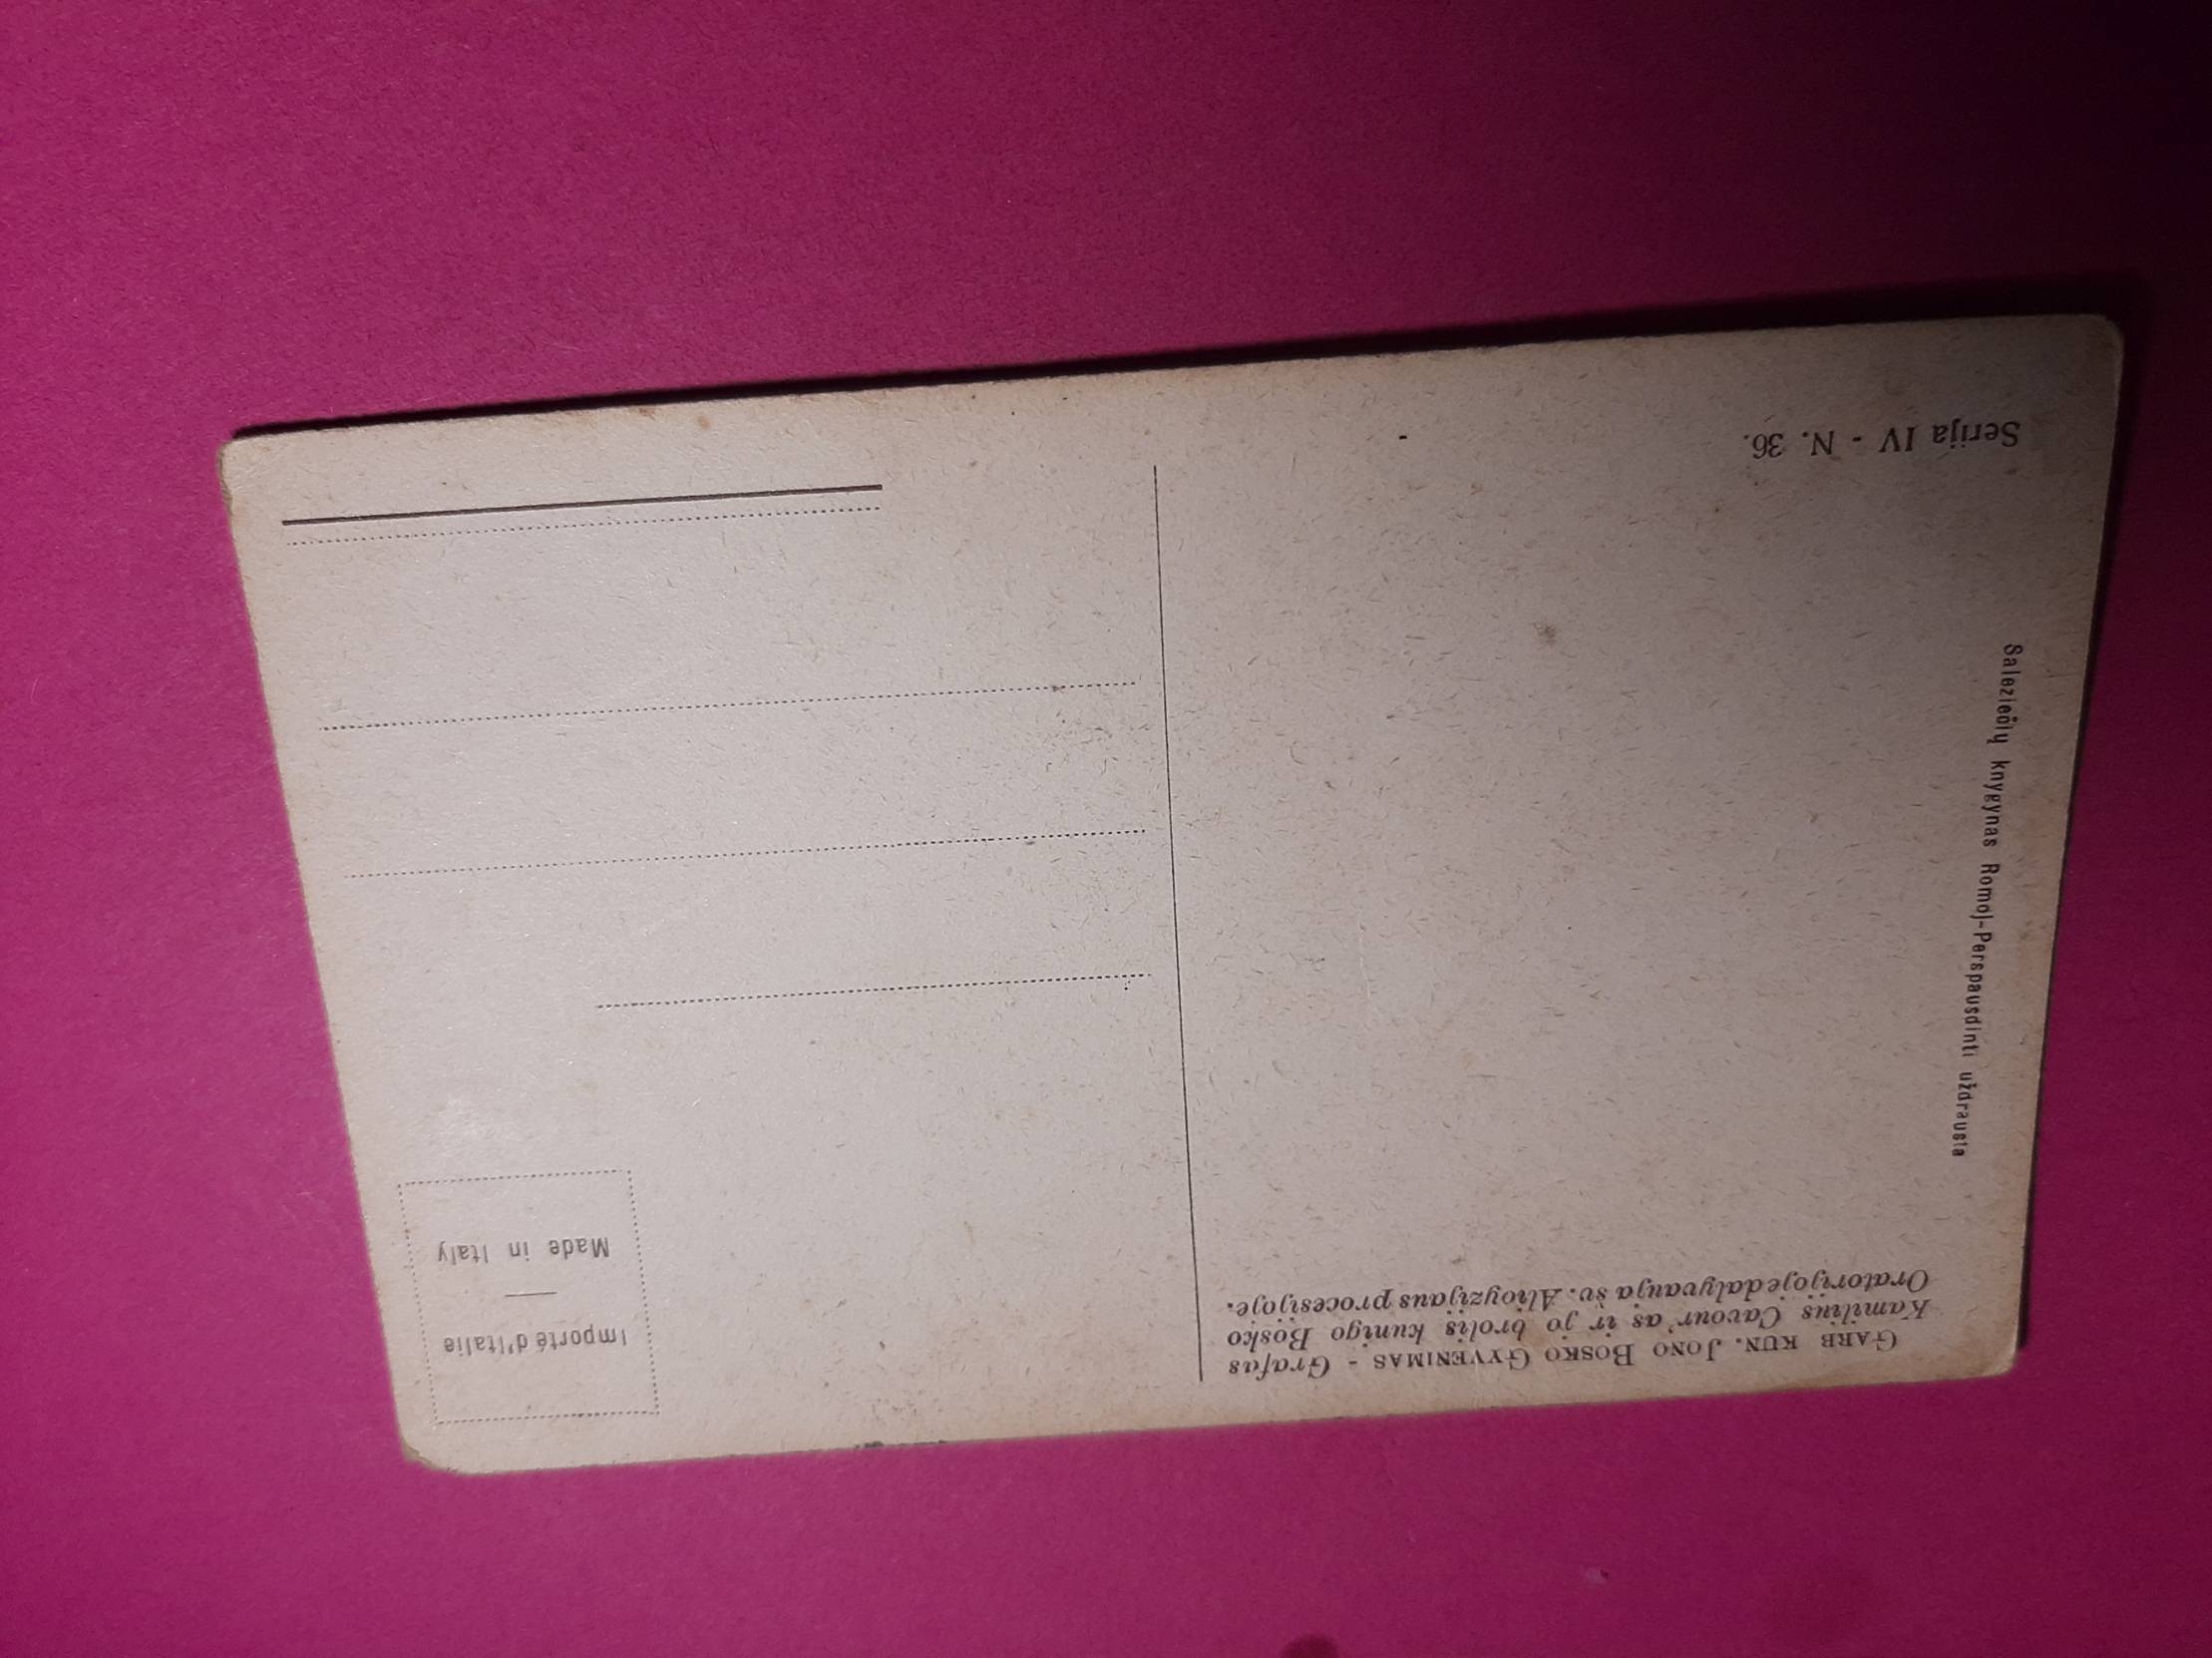 GARB KUN. JONO BOSKO GYVENIMAS - Grafas
Kamilius Cavour'as ir jo brolis kunigo Bosko
Oratorijoje dalyvauja šv. Alioyzijaus procesijoje.
Importé d'Italie
Made in Italy
Saleziečių knygynas Romoj-Perspausdinti uždrausta
Serija IV - N. 36.